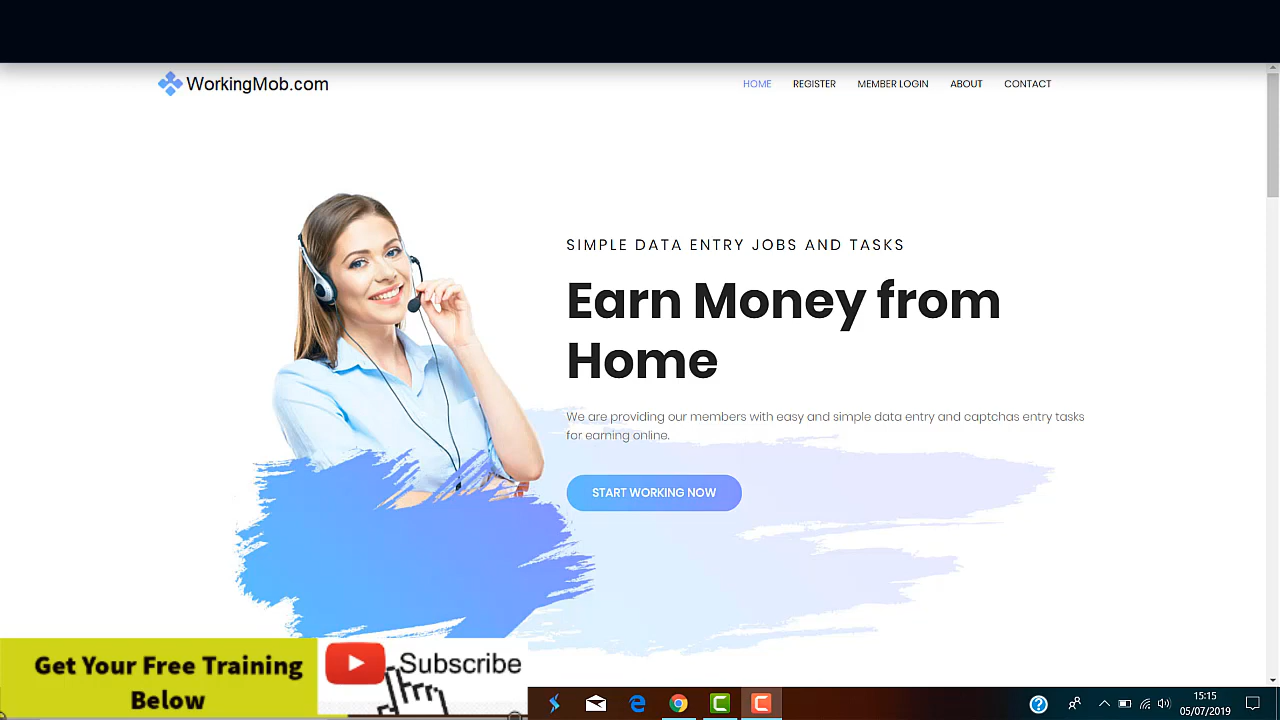 WorkingMob.com
HOME REGISTER MEMBER LOGIN ABOUT CONTACT
SIMPLE DATA ENTRY JOBS AND TASKS
Earn Money from
Home
We are providing our members with easy and simple data entry and captchas entry tasks
for earning online.
START WORKING NOW
Get Your Free Training
Below
Subscribe
15:15
05/07/2019